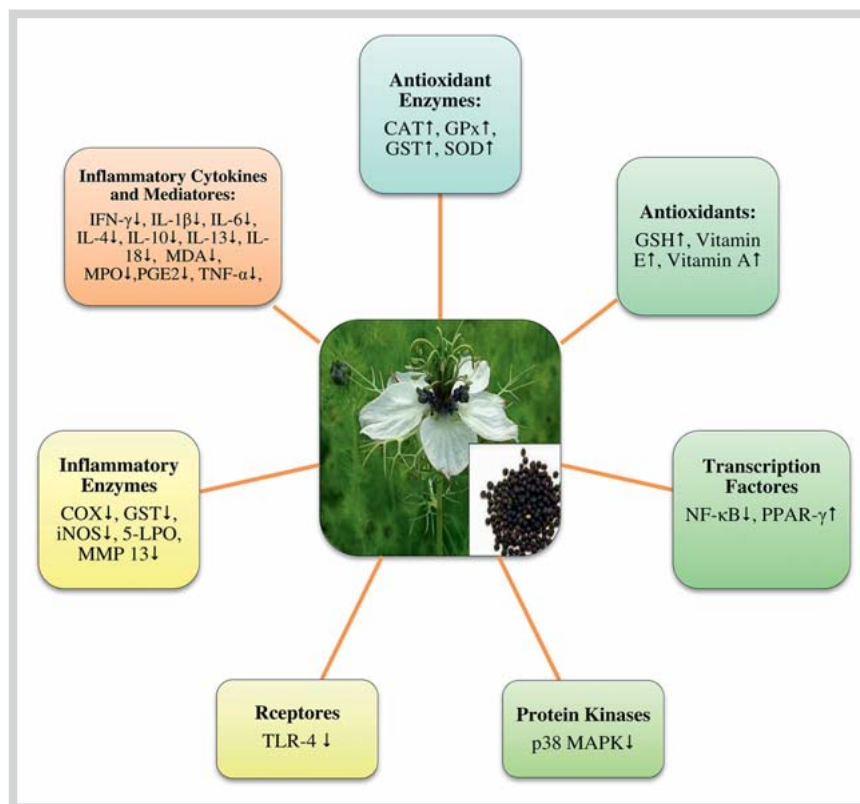 Antioxidant
Enzymes:
CAT↑, GPx↑,
GST↑, SOD↑
Inflammatory Cytokines
and Mediatores:
IFN-γ↓, IL-1β↓, IL-6↓,
IL-4↓, IL-10↓, IL-13↓, IL-
18↓, MDA↓,
MPO↓,PGE2↓, TNF-α↓,
Antioxidants:
GSH↑, Vitamin
E↑, Vitamin A↑
Inflammatory
Enzymes
COX↓, GST↓,
iNOS↓, 5-LPO,
MMP 13↓
Transcription
Factores
NF-κB↓, PPAR-γ↑
Rceptores
TLR-4 ↓
Protein Kinases
p38 MAPK↓